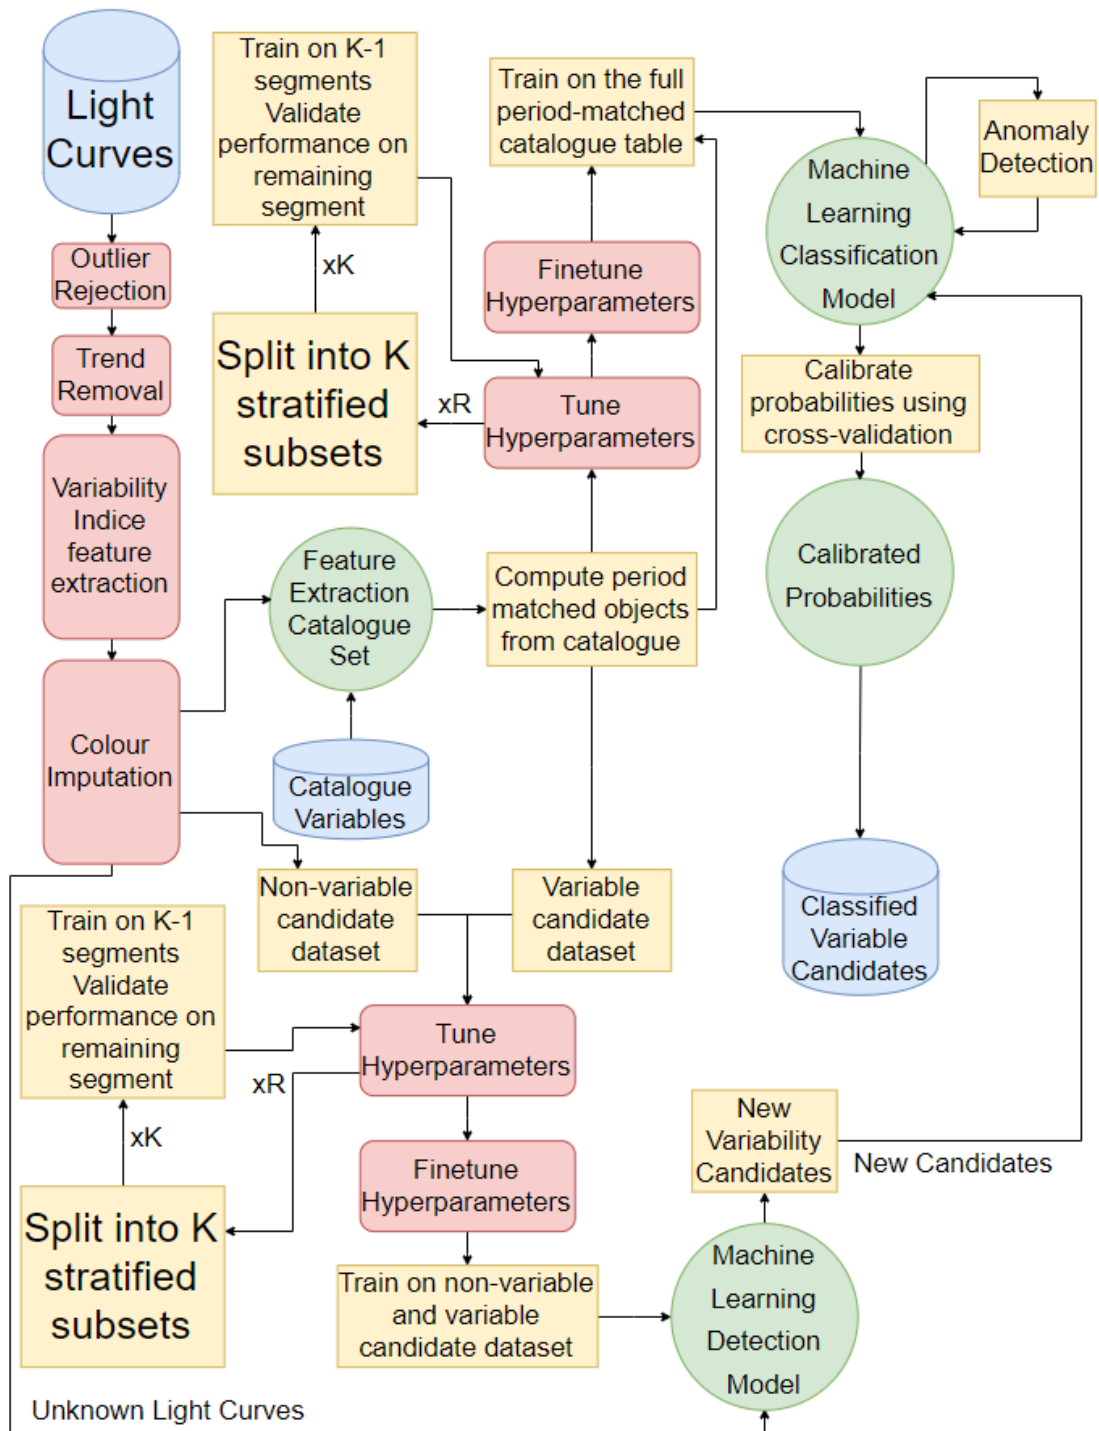 Light
Curves
Outlier
Rejection
Trend
Removal
Variability
Indice
feature
extraction
Colour
Imputation
Train on K-1
segments
Validate
performance on
remaining
segment
xK
Split into K
stratified
subsets
xR
Train on the full
period-matched
catalogue table
Finetune
Hyperparameters
Tune
Hyperparameters
Feature
Extraction
Catalogue
Set
Compute period
matched objects
from catalogue
Catalogue
Variables
Anomaly
Detection
Machine
Learning
Classification
Model
Calibrate
probabilities using
cross-validation
Calibrated
Probabilities
Classified
Variable
Candidates
Non-variable
candidate
dataset
Variable
candidate
dataset
Train on K-1
segments
Validate
performance on
remaining
segment
xR
xK
Split into K
stratified
subsets
Tune
Hyperparameters
Finetune
Hyperparameters
Train on non-variable
and variable
candidate dataset
New
Variability
Candidates
New Candidates
Machine
Learning
Detection
Model
Unknown Light Curves